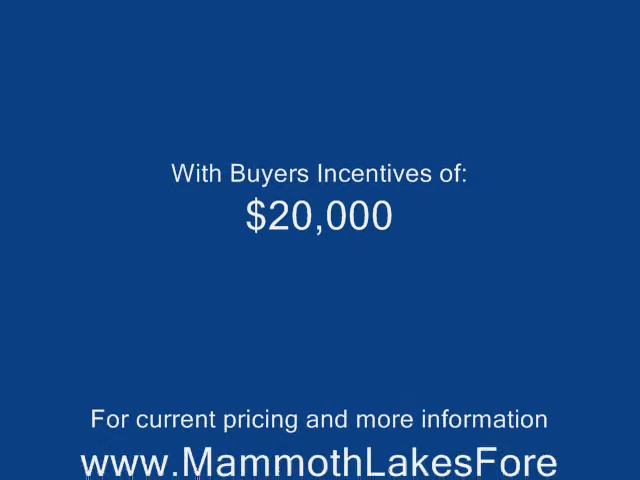 With Buyers Incentives of:
$20,000
For current pricing and more information
www.MammothLakesFore